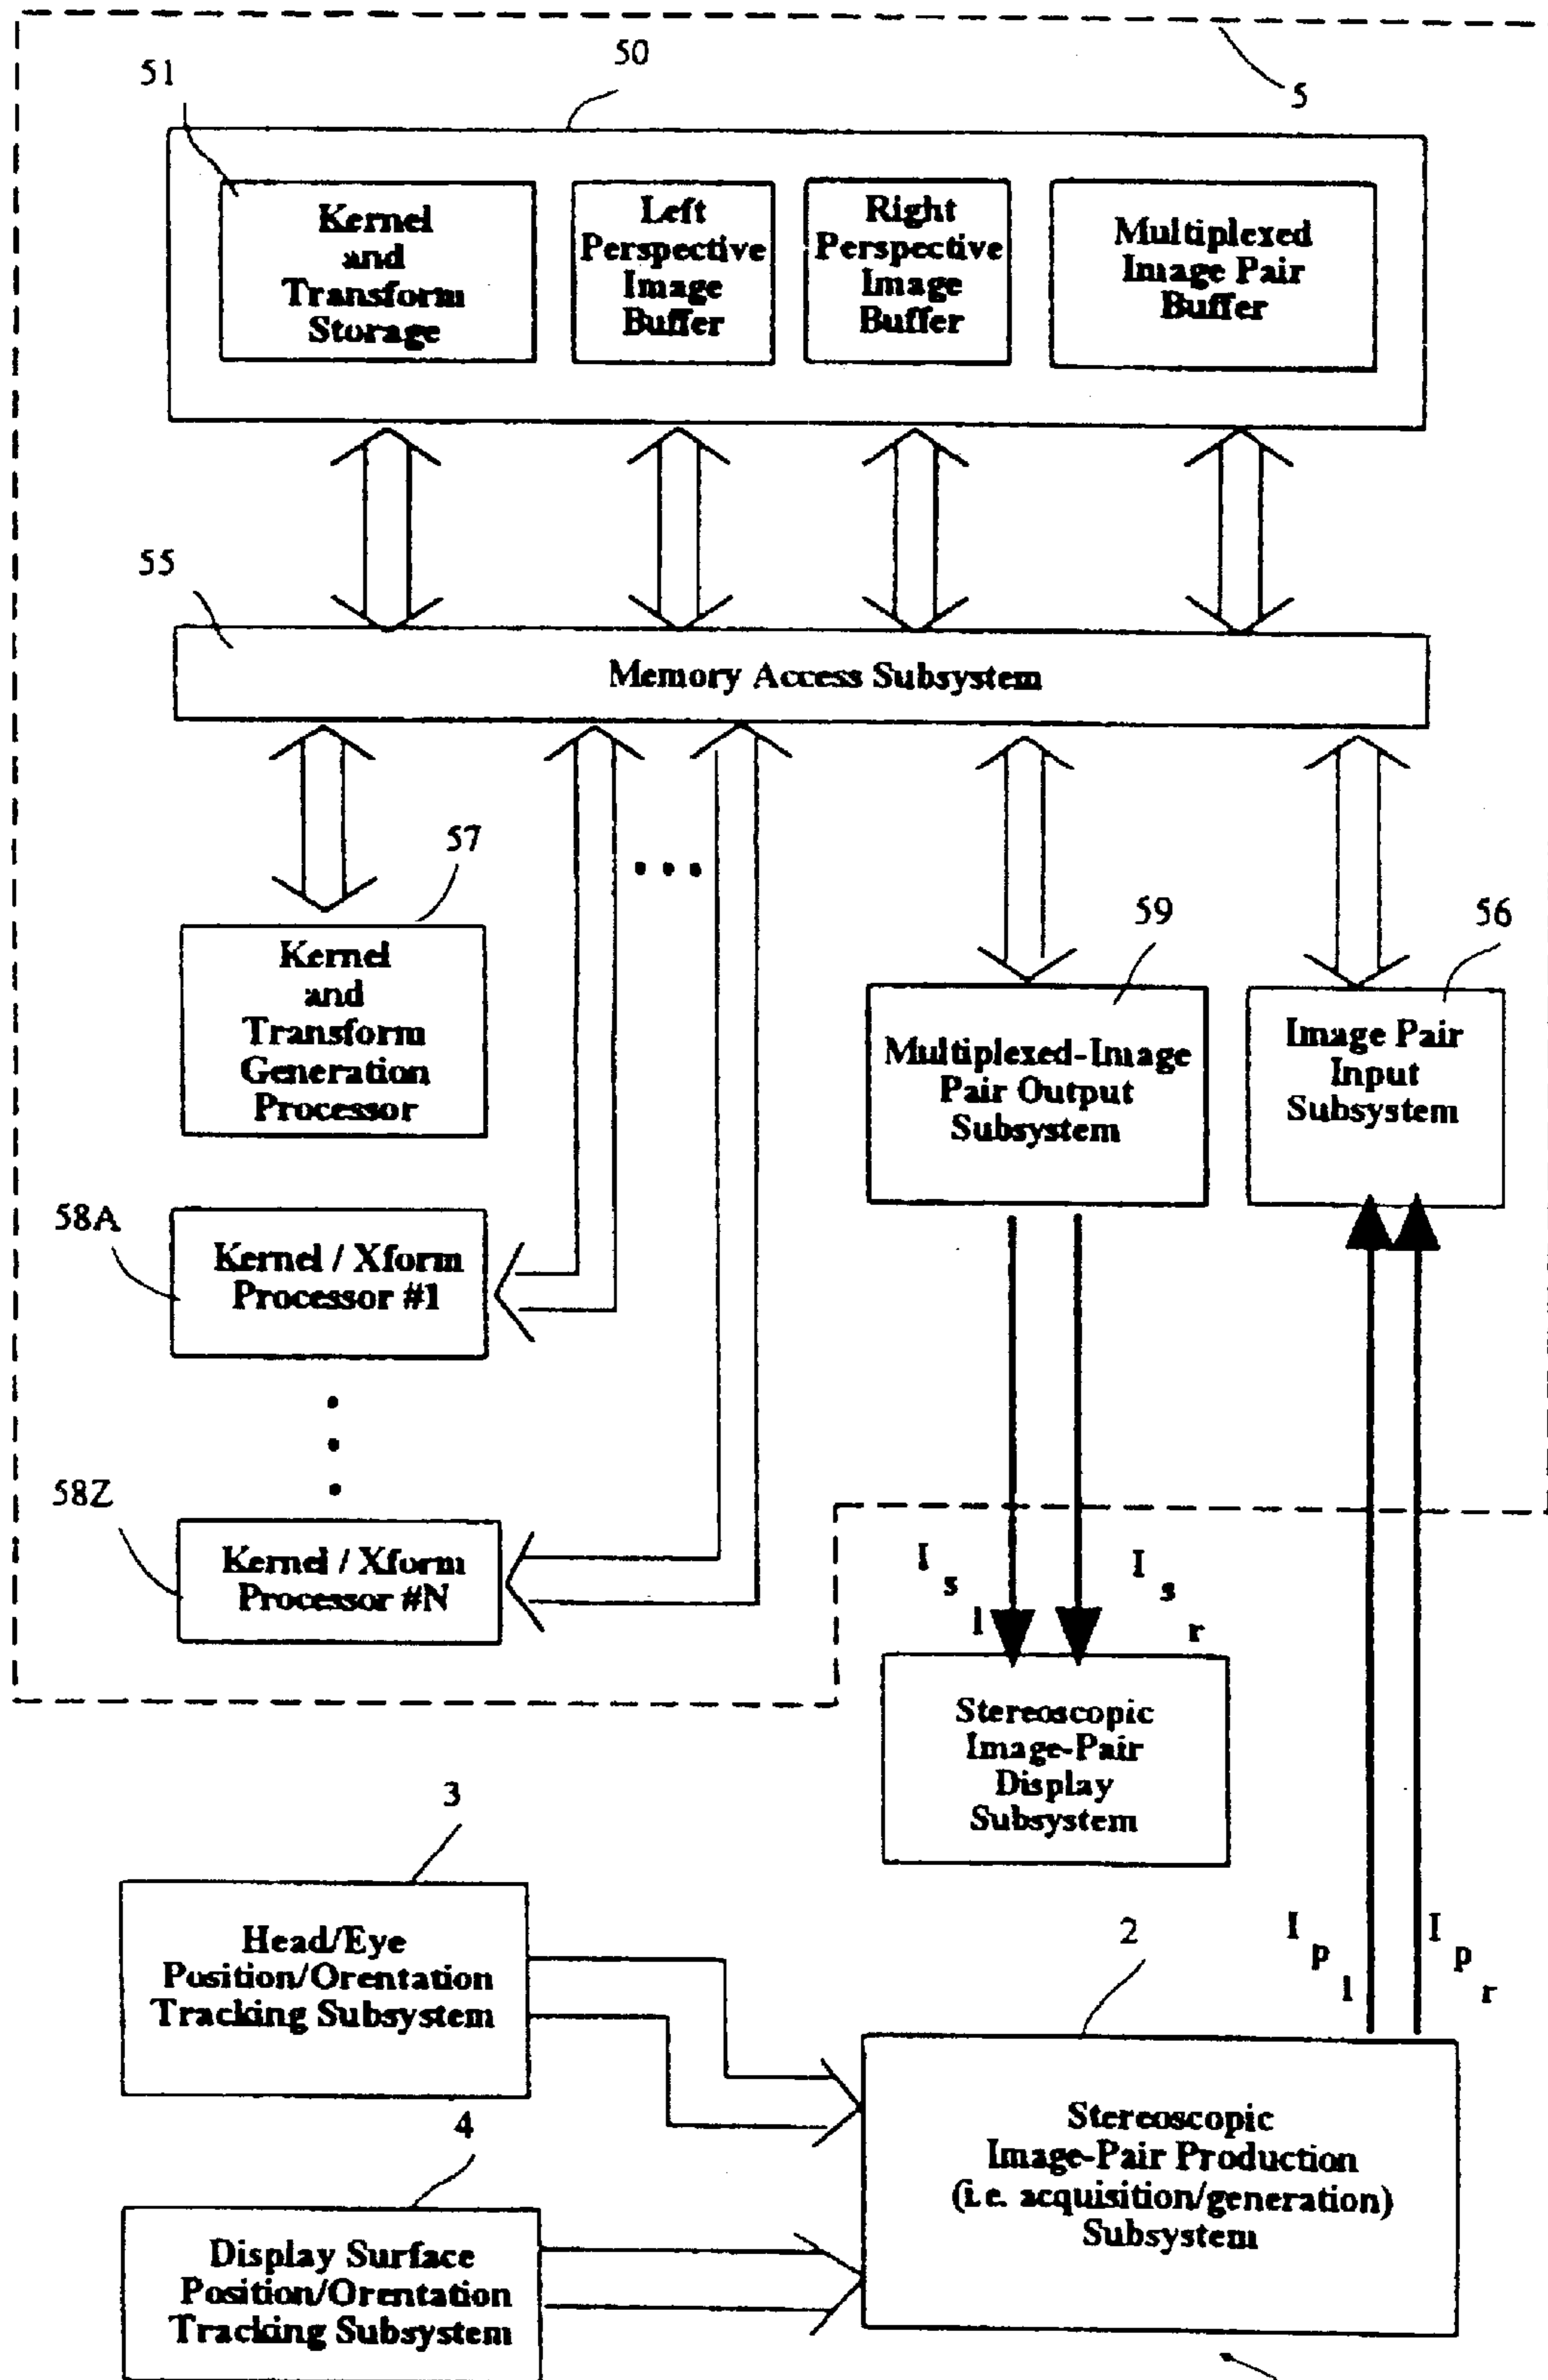 50
51
5
Kernel
and
Transform
Storage
Left
Perspective
Image
Buffer
Right
Perspective
Image
Buffer
Multiplexed
Image Pair
Buffer
55
Memory Access Subsystem
57
• • •
59
56
Kernel
and
Transform
Generation
Processor
Multiplexed-Image
Pair Output
Subsystem
Image Pair
Input
Subsystem
58A
Kernel / Xform
Processor #1
58Z
Kernel / Xform
Processor #N
I s l
I s r
Stereoscopic
Image-Pair
Display
Subsystem
3
Head/Eye
Position/Orentation
Tracking Subsystem
2
I p l
I p r
4
Display Surface
Position/Orentation
Tracking Subsystem
Stereoscopic
Image-Pair Production
(i.e. acquisition/generation)
Subsystem